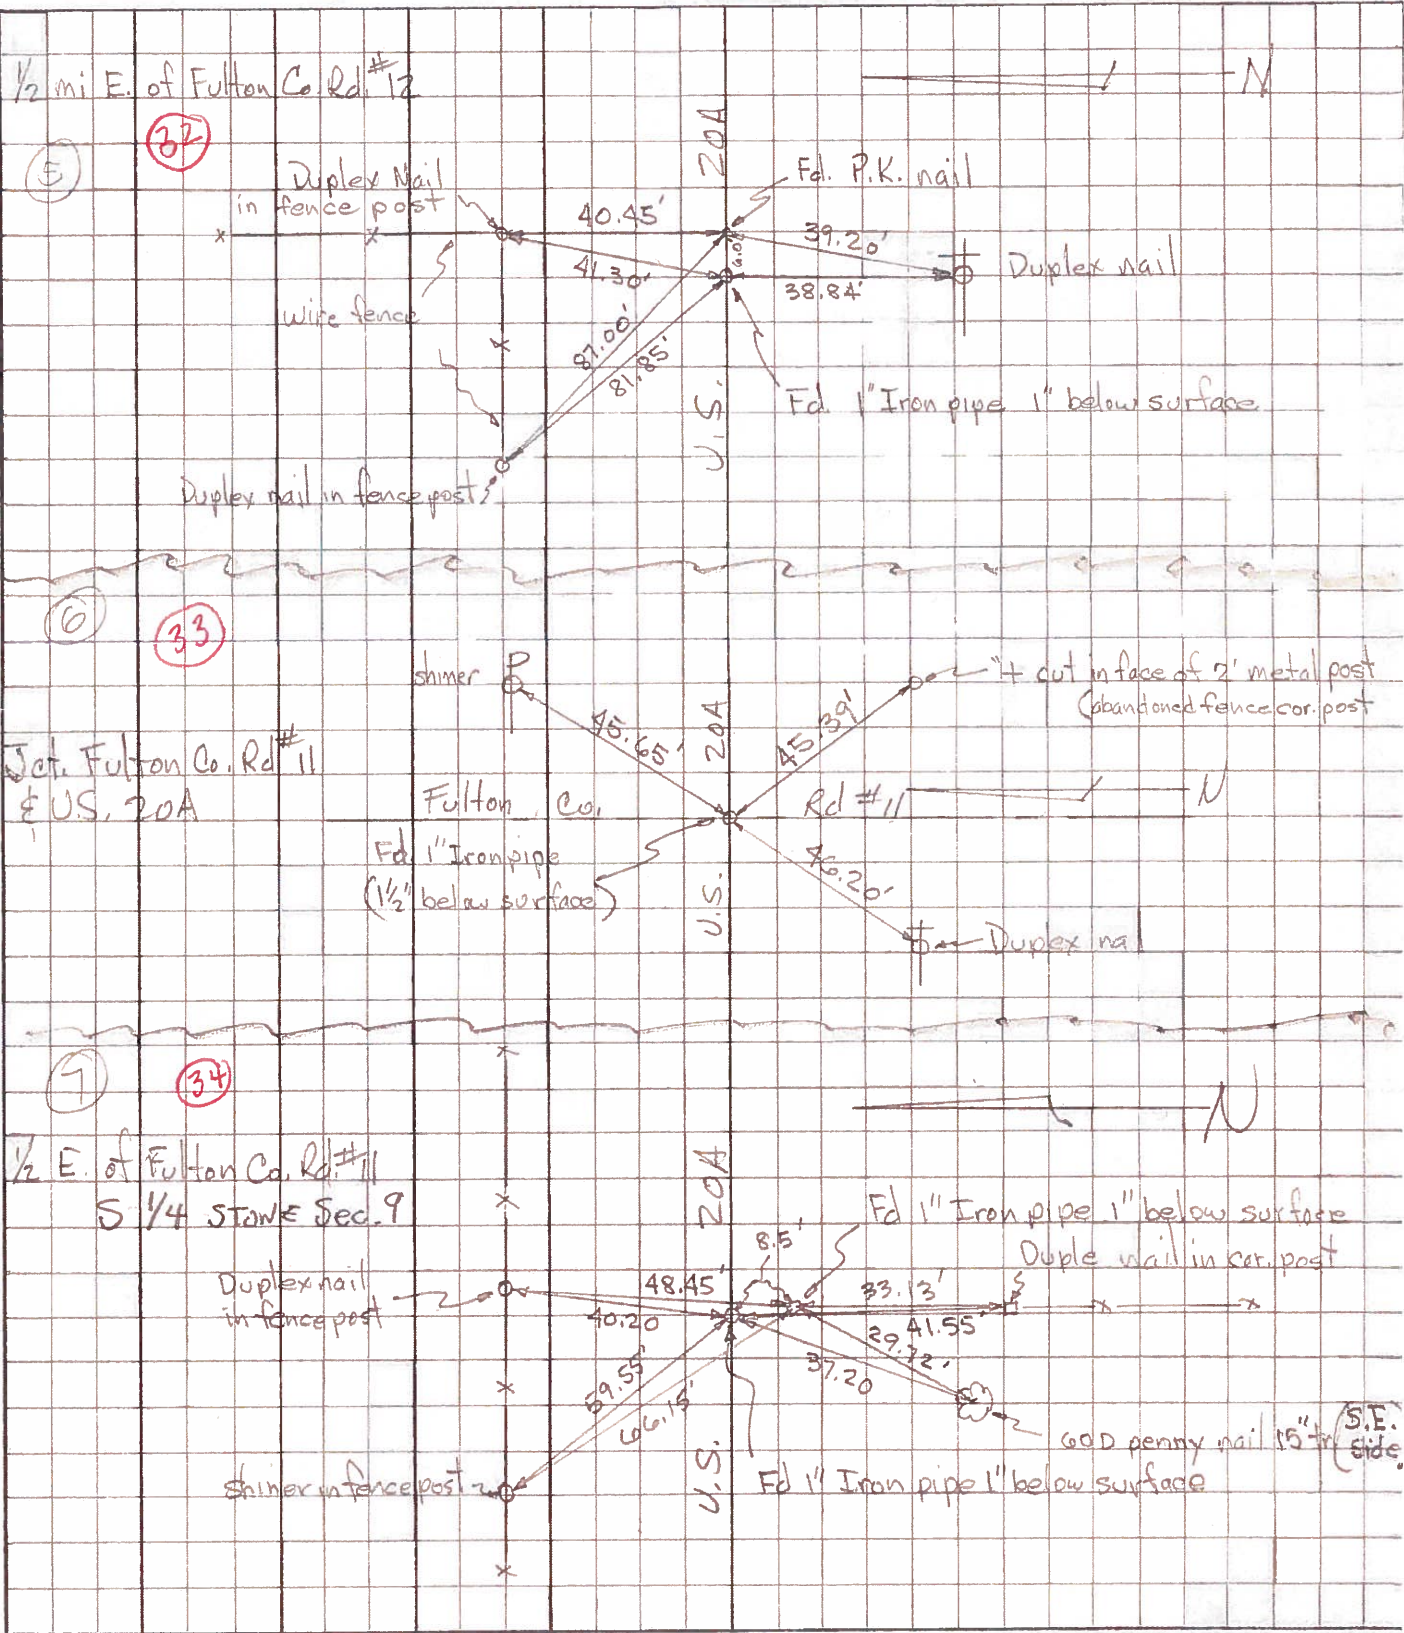 1/2 mi E. of Fulton Co. Rd. #12
N
5
32
20A
Fd. P.K. nail
Duplex Nail
in fence post
40.45'
39.20'
6.0
41.30'
Duplex nail
38.84'
wire fence
87.00'
81.85'
U.S.
Fd. 1" Iron pipe 1" below surface
Duplex nail in fence post
6
33
shiner
P
"+ cut in face of 2' metal post
(abandoned fence cor. post
45.65'
20A
45.39'
Jct. Fulton Co. Rd #11
& U.S. 20A
Fulton Co.
Rd #11
N
Fd 1" Iron pipe
(1½" below surface)
46.20'
U.S.
Duplex nail
7
34
N
1/2 E. of Fulton Co. Rd. #11
S 1/4 STONE Sec. 9
20A
Fd 1" Iron pipe 1" below surface
8.5'
Duple nail in cor. post
Duplex nail
in fence post
48.45'
33.13'
40.20
41.55'
29.72'
37.20
59.55'
66.15'
60D penny nail 15" tr (S.E.
Side.
Shiner in fence post
U.S.
Fd 1" Iron pipe 1" below surface